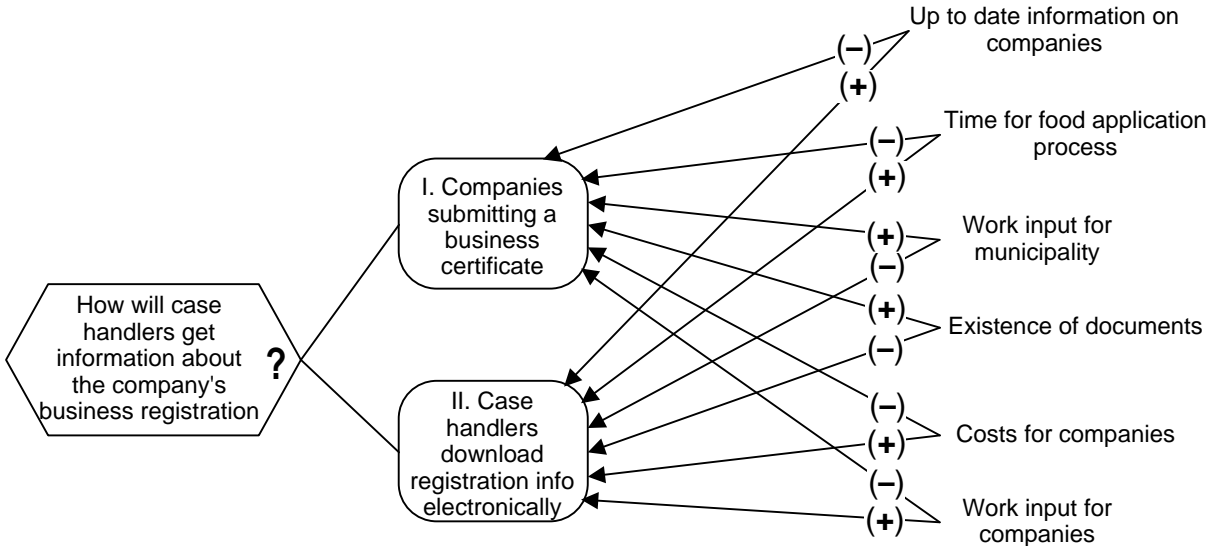 How will case
handlers get
information about
the company's
business registration
?
I. Companies
submitting a
business
certificate
II. Case
handlers
download
registration info
electronically
Up to date information on
companies
(–)
(+)
Time for food application
process
(–)
(+)
Work input for
municipality
(+)
(–)
Existence of documents
(+)
(–)
Costs for companies
(–)
(+)
Work input for
companies
(–)
(+)